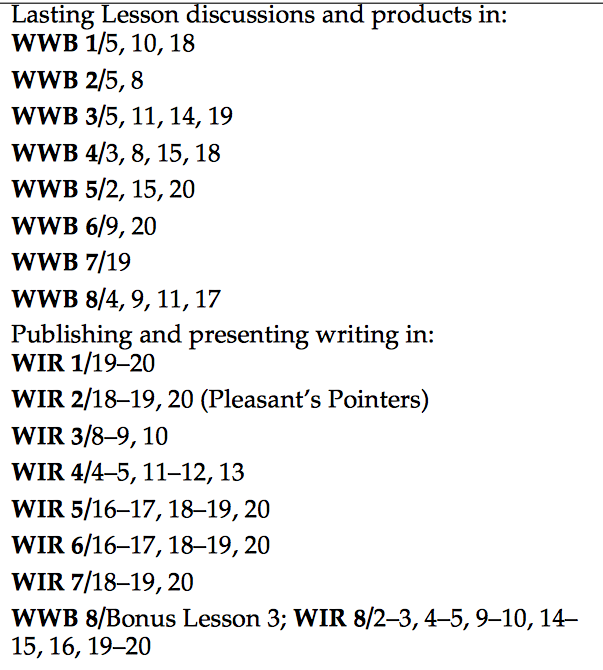 Lasting Lesson discussions and products in:
WWB 1/5, 10, 18
WWB 2/5, 8
WWB 3/5, 11, 14, 19
WWB 4/3, 8, 15, 18
WWB 5/2, 15, 20
WWB 6/9, 20
WWB 7/19
WWB 8/4, 9, 11, 17
Publishing and presenting writing in:
WIR 1/19–20
WIR 2/18–19, 20 (Pleasant’s Pointers)
WIR 3/8–9, 10
WIR 4/4–5, 11–12, 13
WIR 5/16–17, 18–19, 20
WIR 6/16–17, 18–19, 20
WIR 7/18–19, 20
WWB 8/Bonus Lesson 3; WIR 8/2–3, 4–5, 9–10, 14–
15, 16, 19–20